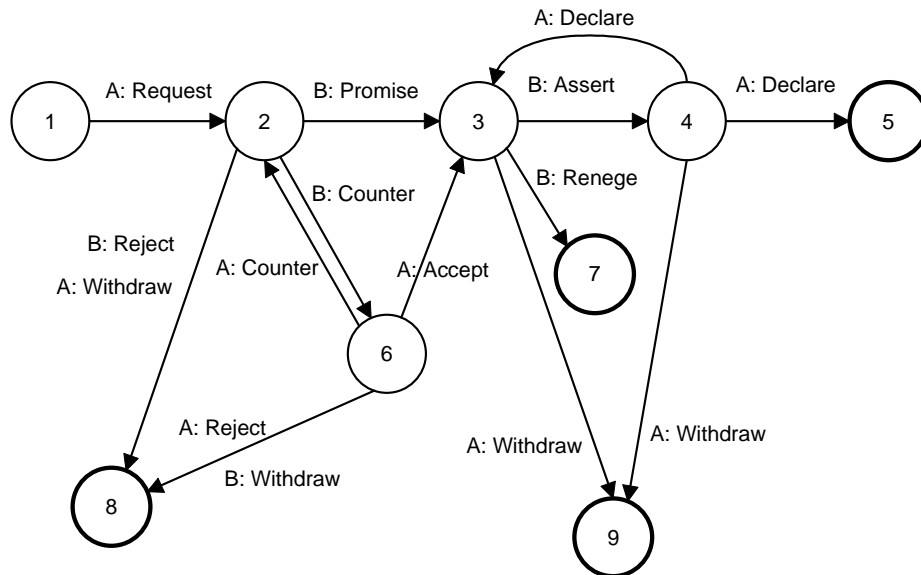 A: Declare
A: Request
B: Promise
B: Assert
A: Declare
1
2
3
4
5
B: Counter
B: Renege
B: Reject
A: Counter
A: Accept
7
A: Withdraw
6
A: Reject
A: Withdraw
A: Withdraw
B: Withdraw
8
9